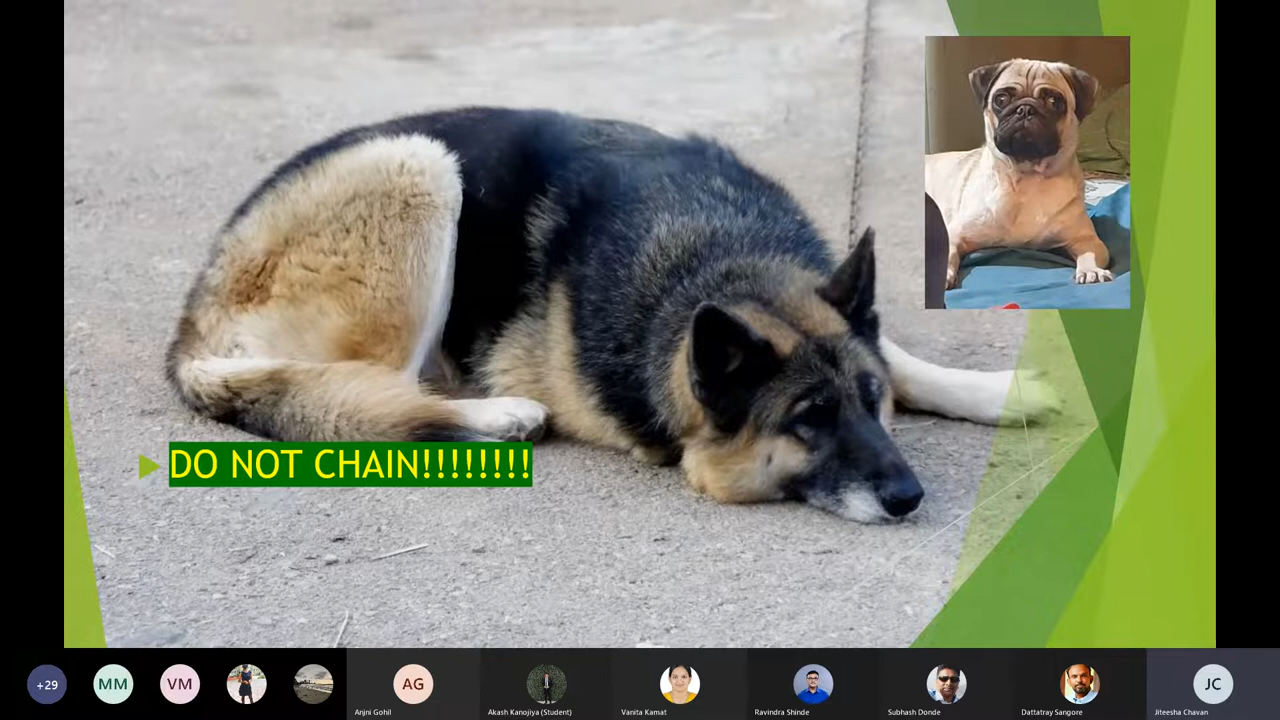 DO NOT CHAIN!!!!!!!!
+29
MM
VM
AG
JC
Anjni Gohil
Akash Kanojiya (Student)
Vanita Kamat
Ravindra Shinde
Subhash Donde
Dattatray Sangore
Jiteesha Chavan